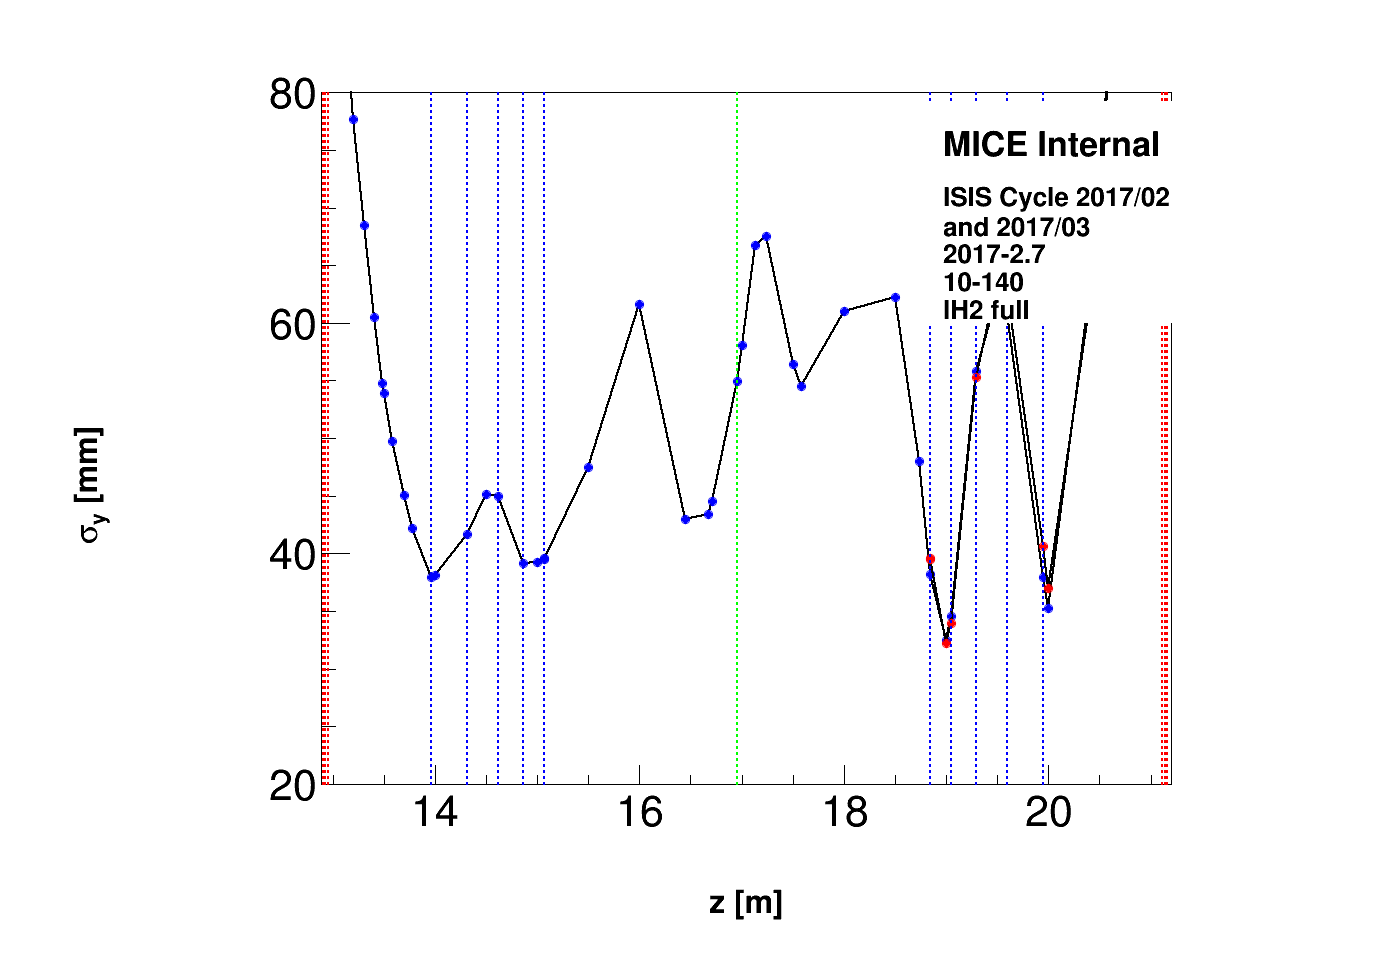 80
60
40
20
σy [mm]
MICE Internal
ISIS Cycle 2017/02
and 2017/03
2017-2.7
10-140
lH2 full
14 16 18 20
z [m]